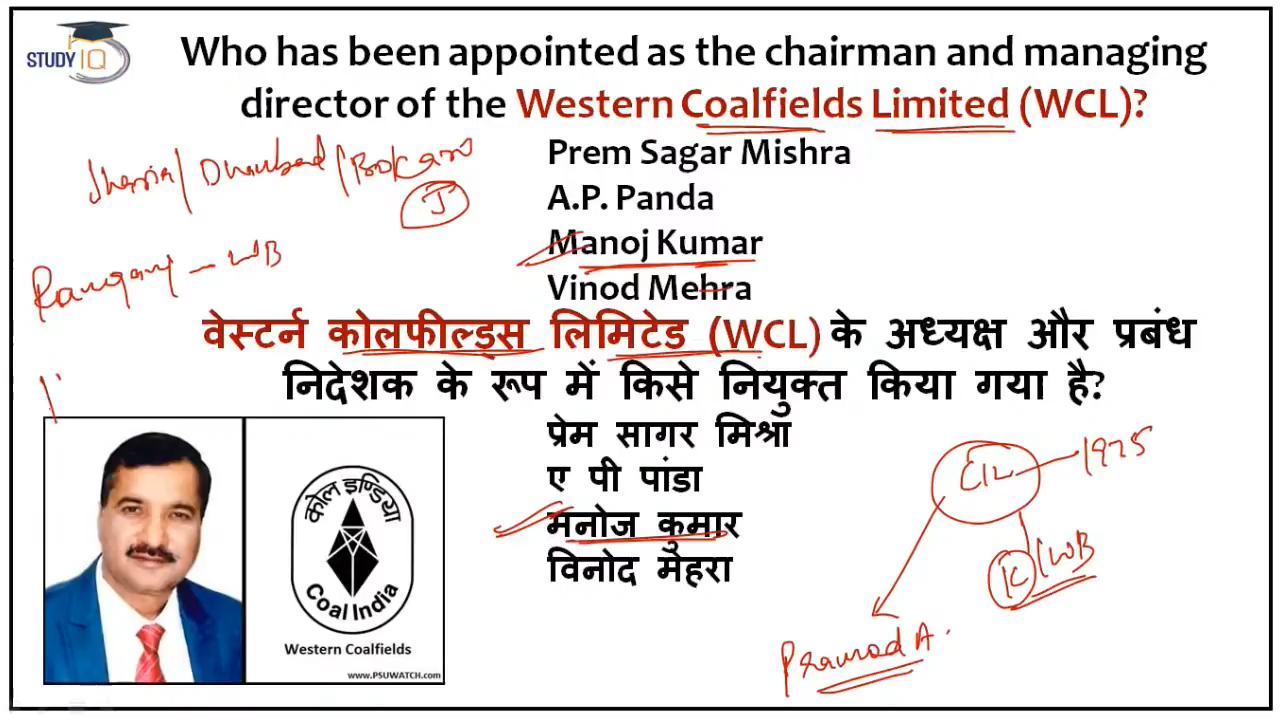 STUDY IQ
Who has been appointed as the chairman and managing
director of the Western Coalfields Limited (WCL)?
Jharia/Dhanbad/Bokaro
J
Prem Sagar Mishra
A.P. Panda
Manoj Kumar
Vinod Mehra
Raniganj - WB
वेस्टर्न कोलफील्ड्स लिमिटेड (WCL) के अध्यक्ष और प्रबंध
निदेशक के रूप में किसे नियुक्त किया गया है?
प्रेम सागर मिश्रा
ए पी पांडा
मनोज कुमार
विनोद मेहरा
कोल इण्डिया
Coal India
Western Coalfields
www.PSUWATCH.com
CIL - 1975
K/WB
Pramod A.